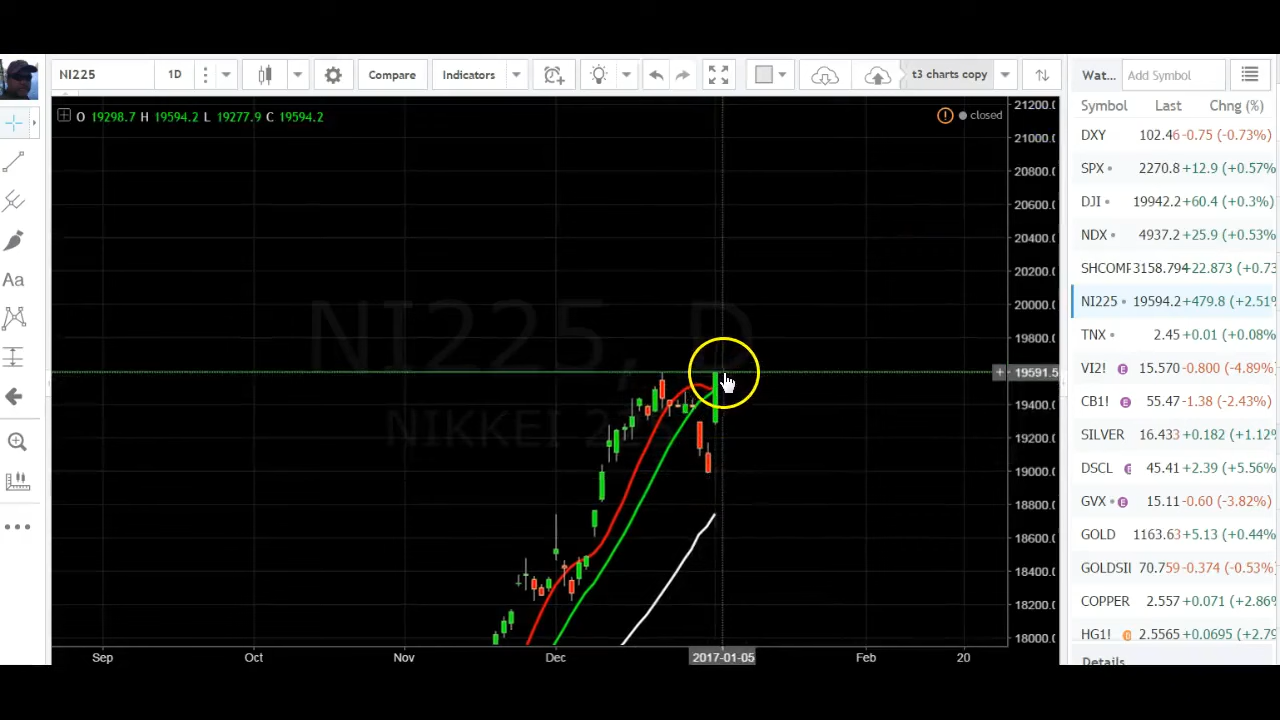 NI225 1D Compare Indicators t3 charts copy Wat... Add Symbol
O 19298.7 H 19594.2 L 19277.9 C 19594.2
closed
NI225, D
NIKKEI 22
Aa
21200.0
21000.0
20800.0
20600.0
20400.0
20200.0
20000.0
19800.0
19591.5
19400.0
19200.0
19000.0
18800.0
18600.0
18400.0
18200.0
18000.0
Sep Oct Nov Dec 2017-01-05 Feb 20
Symbol Last Chng (%)
DXY 102.46 -0.75 (-0.73%)
SPX 2270.8 +12.9 (+0.57%
DJI 19942.2 +60.4 (+0.3%)
NDX 4937.2 +25.9 (+0.53%
SHCOMP 3158.794 +22.873 (+0.73
NI225 19594.2 +479.8 (+2.51%
TNX 2.45 +0.01 (+0.08%
VI2! E 15.570 -0.800 (-4.89%)
CB1! E 55.47 -1.38 (-2.43%)
SILVER 16.433 +0.182 (+1.12%
DSCL E 45.41 +2.39 (+5.56%
GVX E 15.11 -0.60 (-3.82%)
GOLD 1163.63 +5.13 (+0.44%
GOLDSIL 70.759 -0.374 (-0.53%)
COPPER 2.557 +0.071 (+2.86%
HG1! D 2.5565 +0.0695 (+2.79
Details